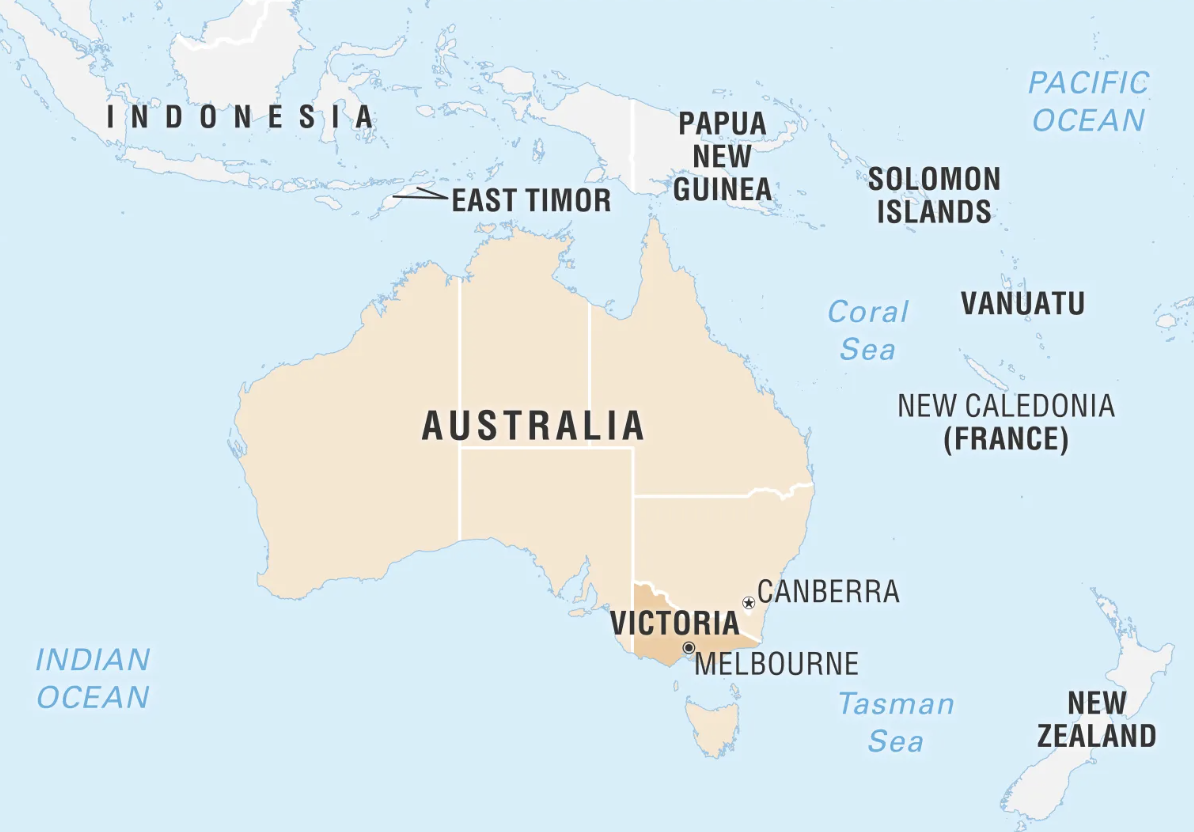 PACIFIC
OCEAN
INDONESIA
PAPUA
NEW
GUINEA
SOLOMON
ISLANDS
EAST TIMOR
VANUATU
Coral
Sea
NEW CALEDONIA
(FRANCE)
AUSTRALIA
CANBERRA
VICTORIA
MELBOURNE
INDIAN
OCEAN
Tasman
Sea
NEW
ZEALAND